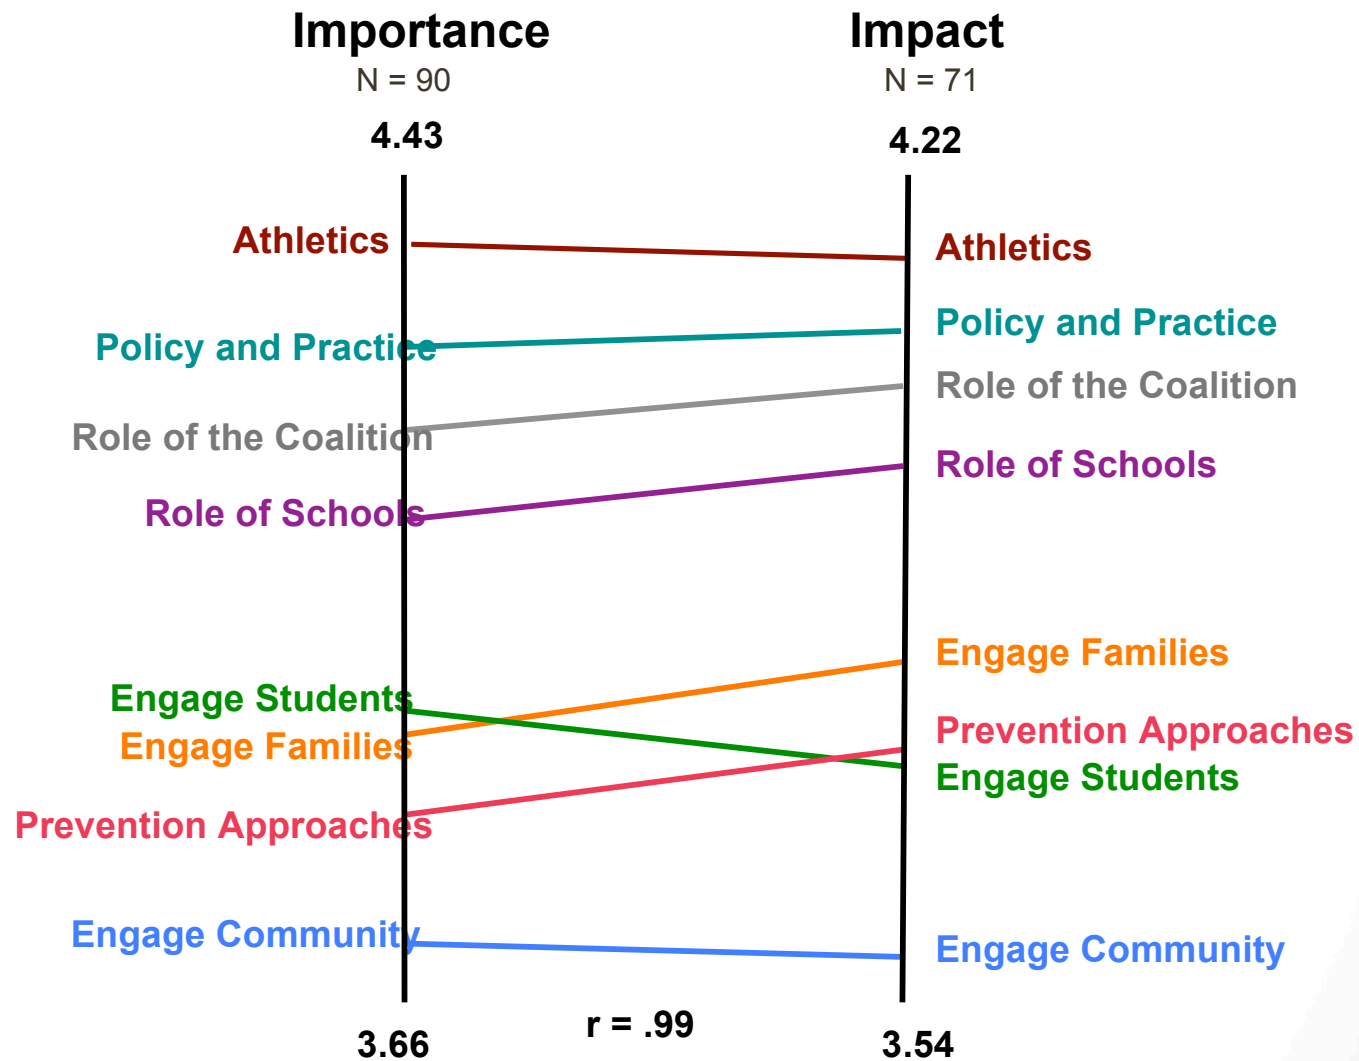 Importance
Impact
N = 90
N = 71
4.43
4.22
Athletics
Athletics
Policy and Practice
Policy and Practice
Role of the Coalition
Role of the Coalition
Role of Schools
Role of Schools
Engage Families
Engage Students
Engage Families
Prevention Approaches
Engage Students
Prevention Approaches
Engage Community
Engage Community
r = .99
3.66
3.54